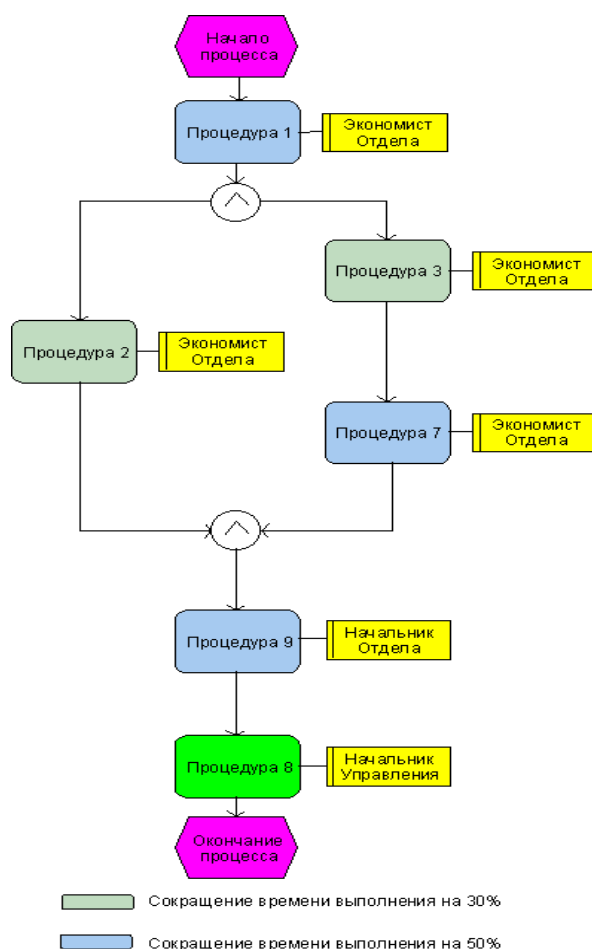 Начало
процесса
Процедура 1
Экономист
Отдела
Процедура 3
Экономист
Отдела
Процедура 2
Экономист
Отдела
Процедура 7
Экономист
Отдела
Процедура 9
Начальник
Отдела
Процедура 8
Начальник
Управления
Окончание
процесса
Сокращение времени выполнения на 30%
Сокращение времени выполнения на 50%